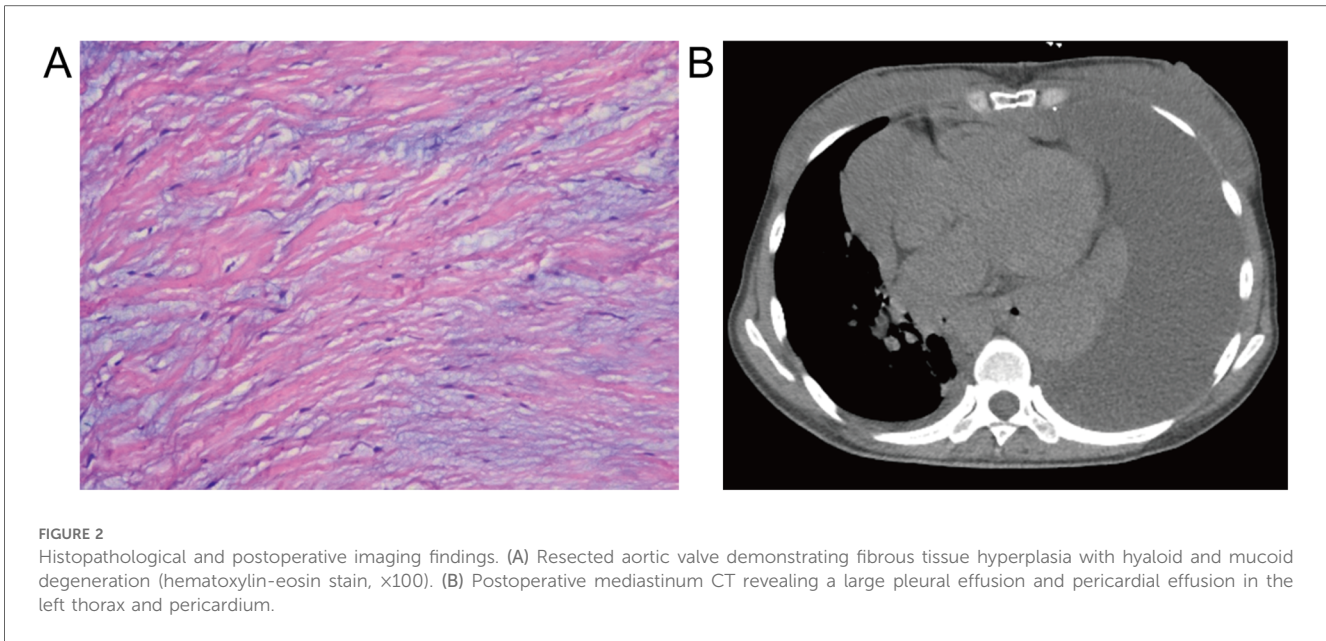 A
B
FIGURE 2
Histopathological and postoperative imaging findings. (A) Resected aortic valve demonstrating fibrous tissue hyperplasia with hyaloid and mucoid
degeneration (hematoxylin-eosin stain, ×100). (B) Postoperative mediastinum CT revealing a large pleural effusion and pericardial effusion in the
left thorax and pericardium.